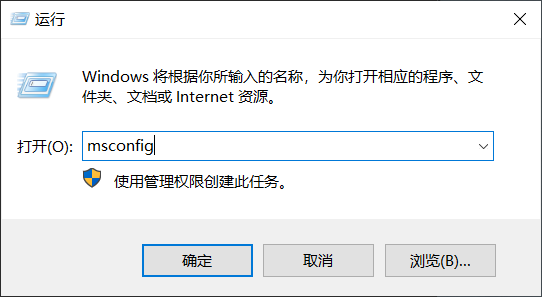 运行
Windows 将根据你所输入的名称，为你打开相应的程序、文
件夹、文档或 Internet 资源。
打开(O): msconfig
使用管理权限创建此任务。
确定 取消 浏览(B)...